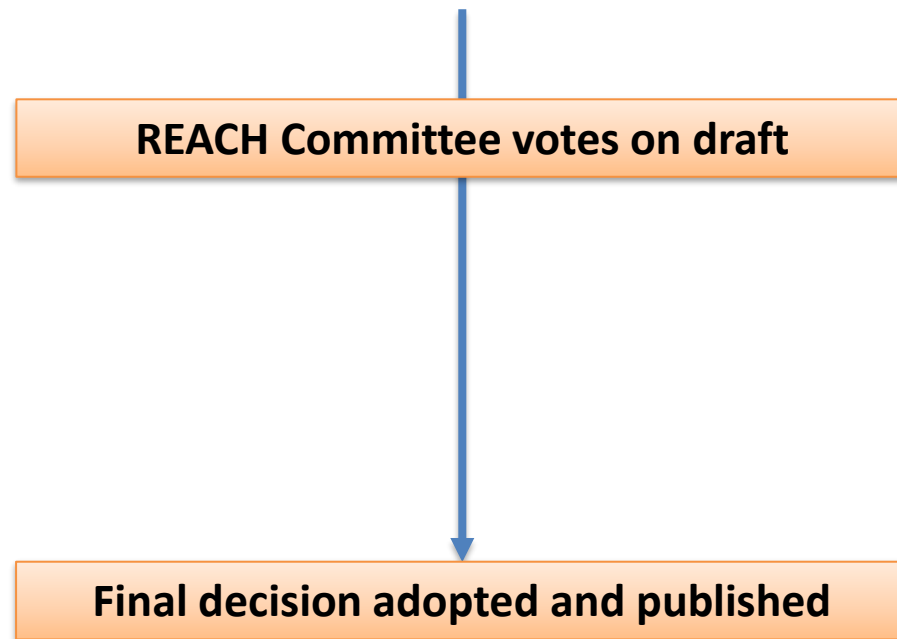 REACH Committee votes on draft
Final decision adopted and published